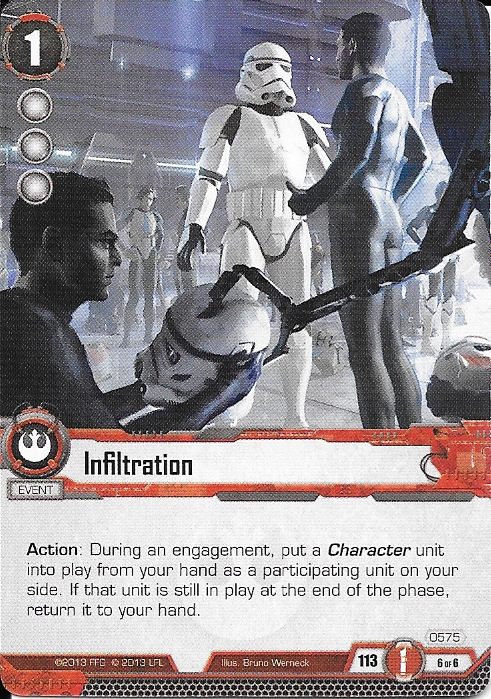 1
Infiltration
EVENT
Action: During an engagement, put a Character unit
into play from your hand as a participating unit on your
side. If that unit is still in play at the end of the phase,
return it to your hand.
0575
©2013 FFG ©2013 LFL
Illus. Bruno Werneck
113
6 OF 6